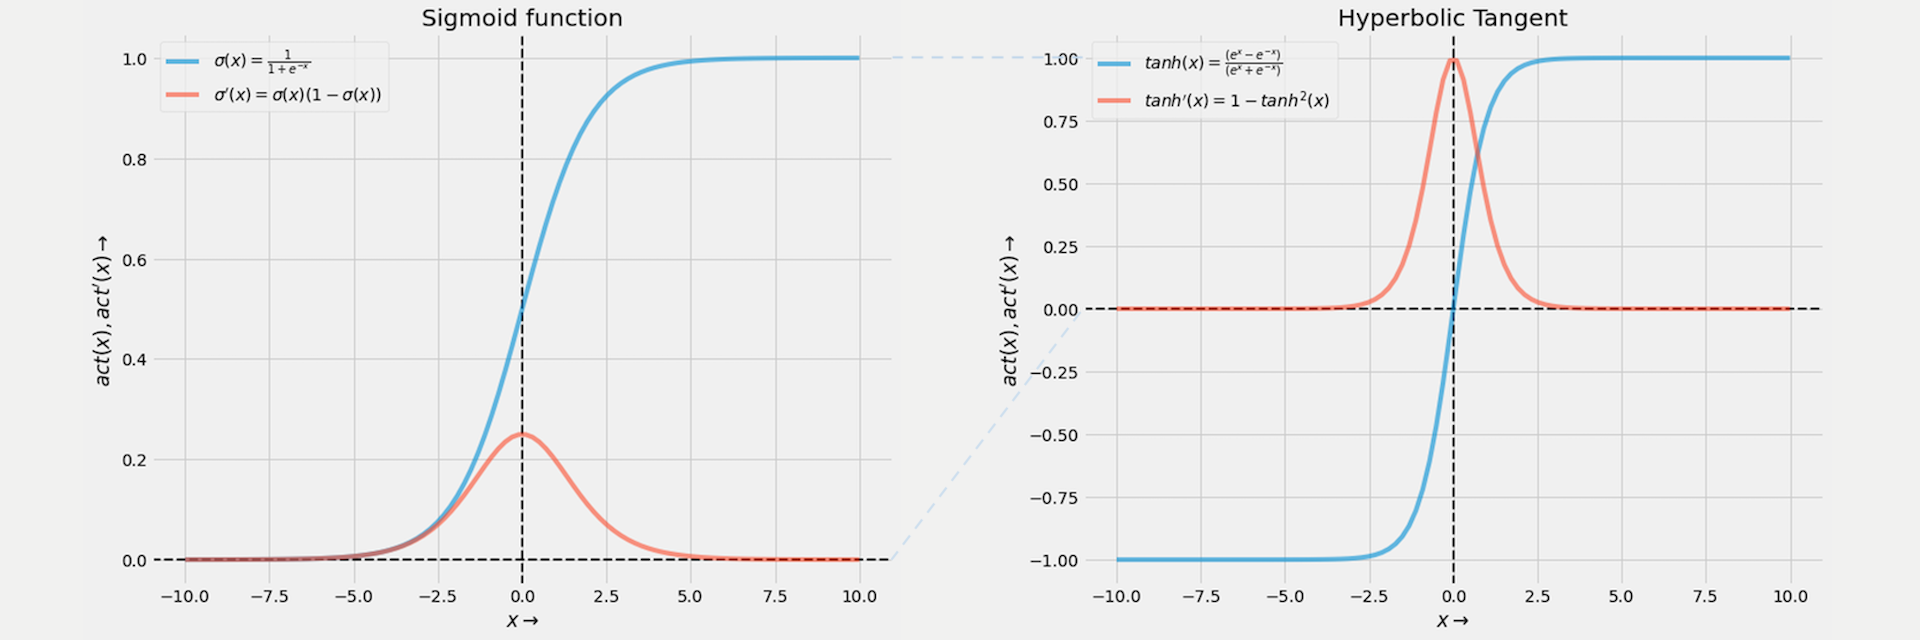 Sigmoid function
σ(x) = 1/(1 + e^{−x})
σ′(x) = σ(x)(1 − σ(x))
1.0
0.8
0.6
0.4
0.2
0.0
act(x), act′(x) →
−10.0 −7.5 −5.0 −2.5 0.0 2.5 5.0 7.5 10.0
x →
Hyperbolic Tangent
tanh(x) = (e^x − e^{−x})/(e^x + e^{−x})
tanh′(x) = 1 − tanh²(x)
1.00
0.75
0.50
0.25
0.00
−0.25
−0.50
−0.75
−1.00
act(x), act′(x) →
−10.0 −7.5 −5.0 −2.5 0.0 2.5 5.0 7.5 10.0
x →